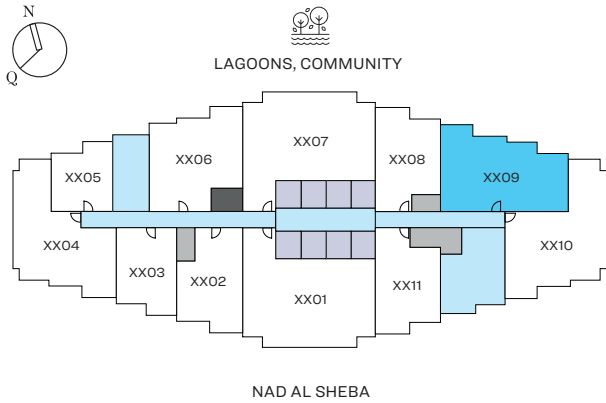 N
Q
LAGOONS, COMMUNITY
XX07
XX06
XX08
XX05
XX09
XX04
XX10
XX03
XX02
XX01
XX11
NAD AL SHEBA